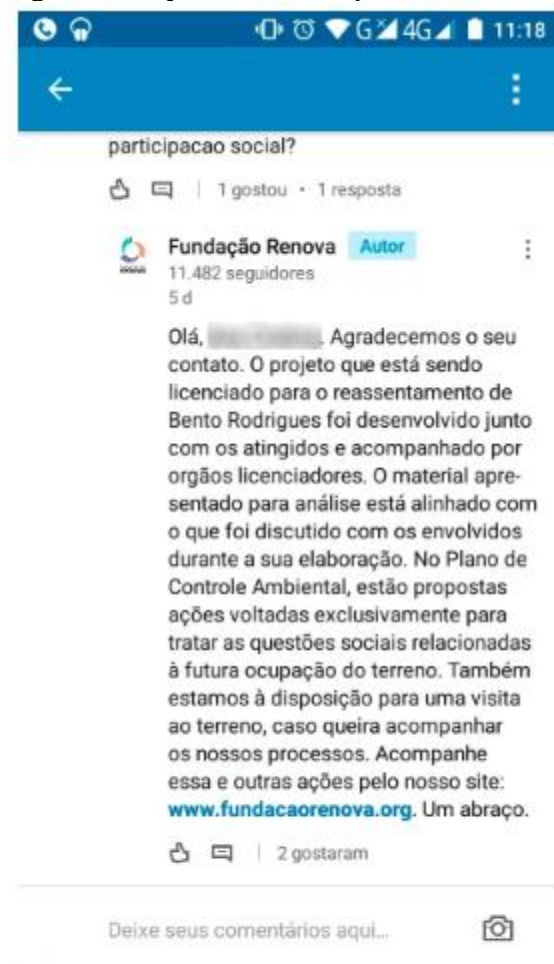 G 4G 11:18
participacao social?
1 gostou • 1 resposta
Fundação Renova Autor
11.482 seguidores
5 d
Olá, . Agradecemos o seu
contato. O projeto que está sendo
licenciado para o reassentamento de
Bento Rodrigues foi desenvolvido junto
com os atingidos e acompanhado por
orgãos licenciadores. O material apre-
sentado para análise está alinhado com
o que foi discutido com os envolvidos
durante a sua elaboração. No Plano de
Controle Ambiental, estão propostas
ações voltadas exclusivamente para
tratar as questões sociais relacionadas
à futura ocupação do terreno. Também
estamos à disposição para uma visita
ao terreno, caso queira acompanhar
os nossos processos. Acompanhe
essa e outras ações pelo nosso site:
www.fundacaorenova.org. Um abraço.
2 gostaram
Deixe seus comentários aqui...